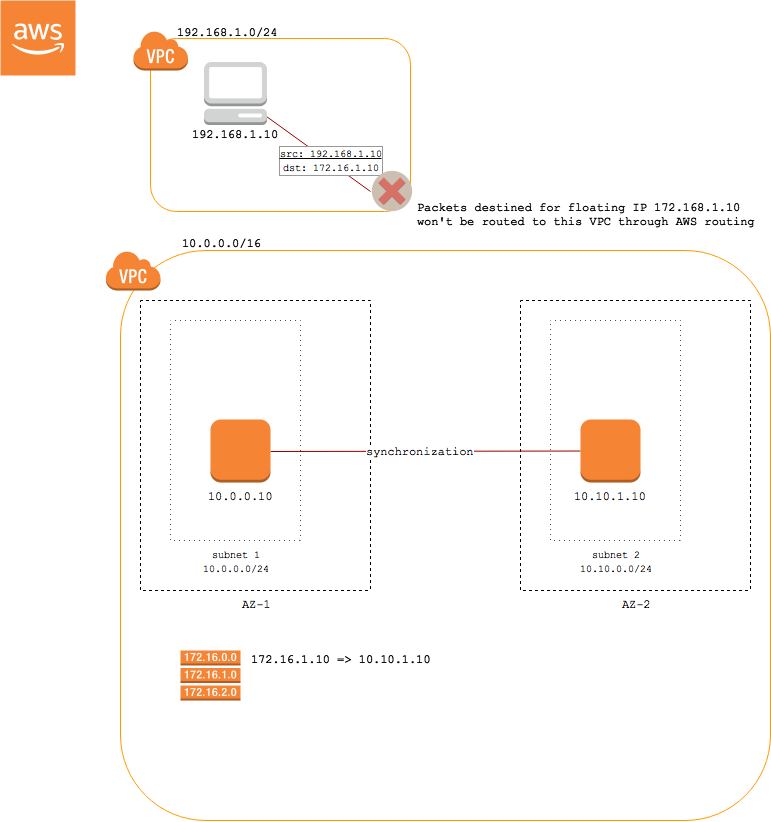 aws
192.168.1.0/24
VPC
192.168.1.10
src: 192.168.1.10
dst: 172.16.1.10
Packets destined for floating IP 172.168.1.10
won't be routed to this VPC through AWS routing
10.0.0.0/16
VPC
synchronization
10.0.0.10
10.10.1.10
subnet 1
10.0.0.0/24
subnet 2
10.10.0.0/24
AZ-1
AZ-2
172.16.0.0
172.16.1.10 => 10.10.1.10
172.16.1.0
172.16.2.0